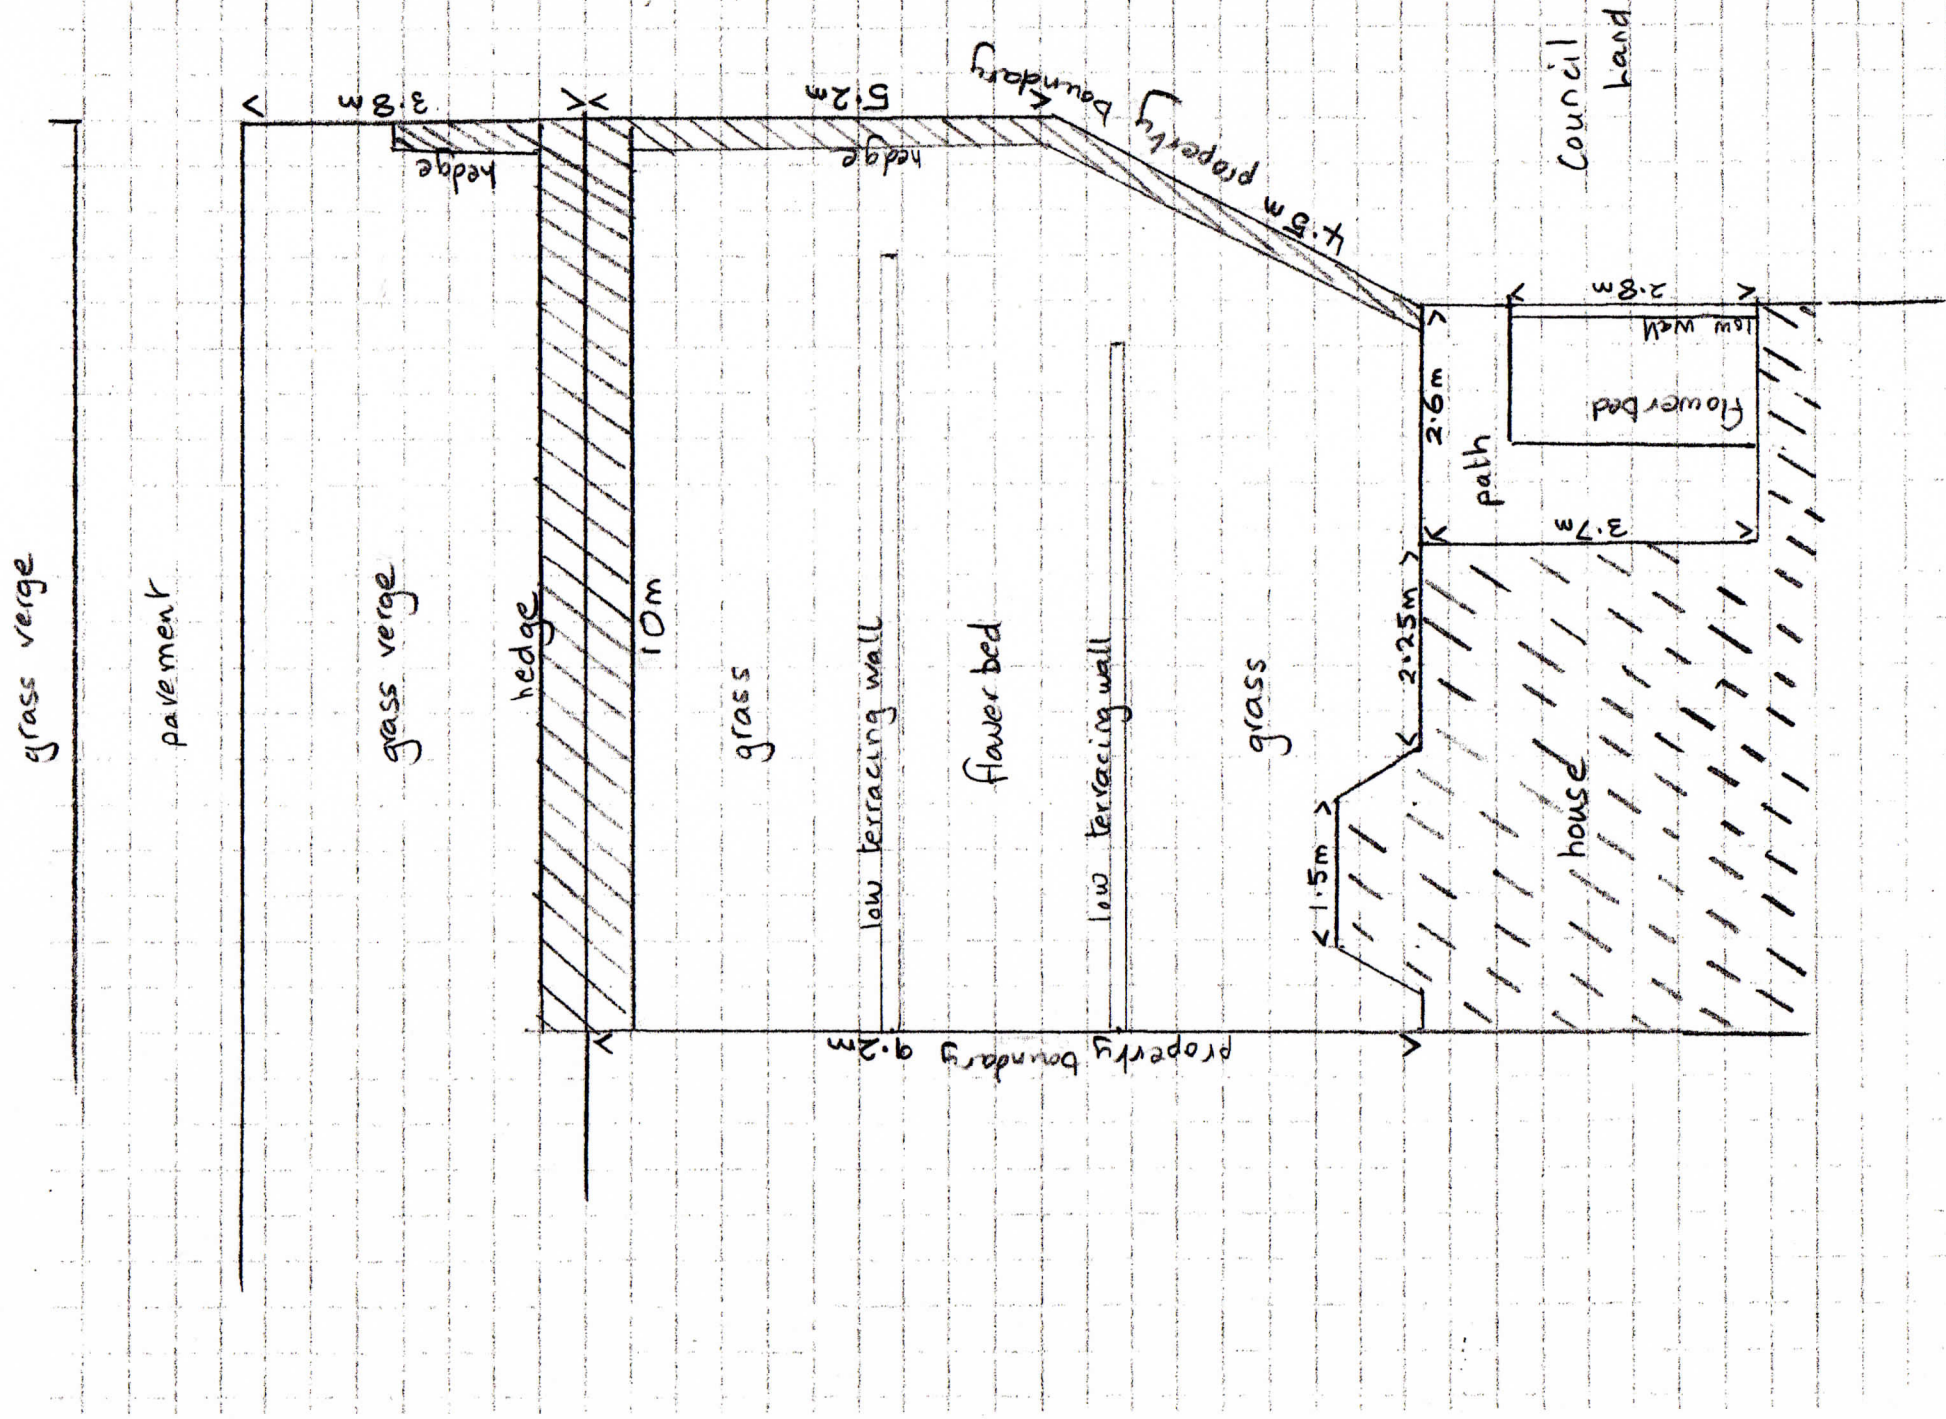 grass verge
pavement
grass verge
3.8m
hedge
hedge
10m
5.2m
hedge
grass
low terracing wall
flower bed
low terracing wall
grass
property boundary
4.5m
property boundary 9.2m
1.5m
2.25m
2.6m
path
3.7m
2.8m
low wall
flower bed
house
Council
Land